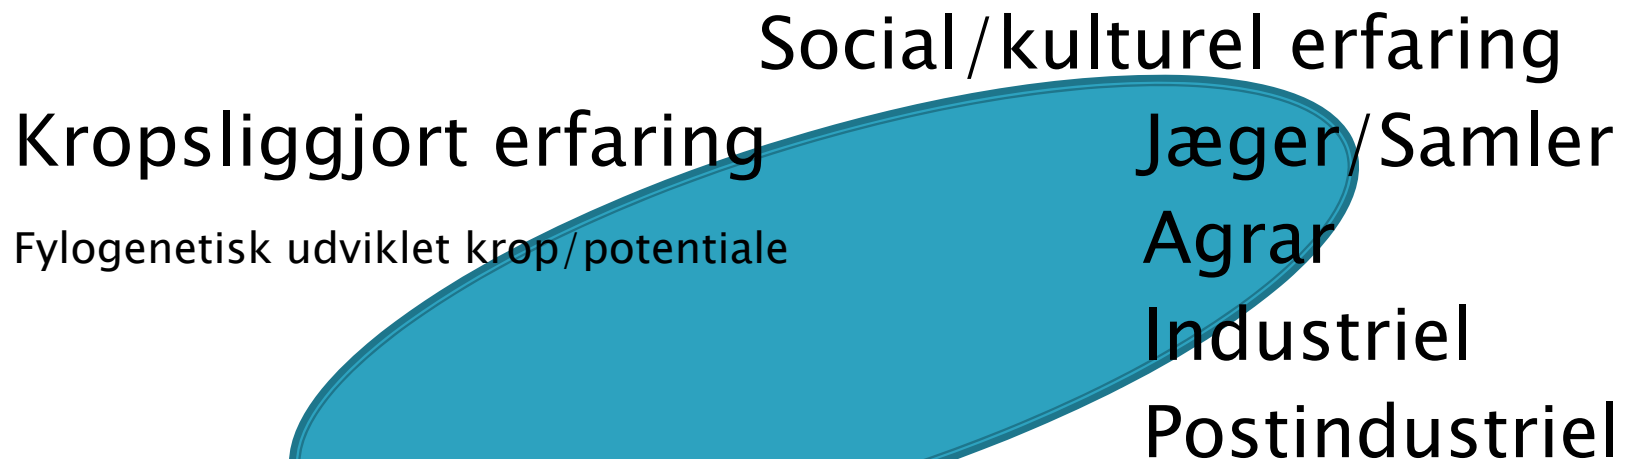 Social/kulturel erfaring
Kropsliggjort erfaring
Jæger/Samler
Fylogenetisk udviklet krop/potentiale
Agrar
Industriel
Postindustriel